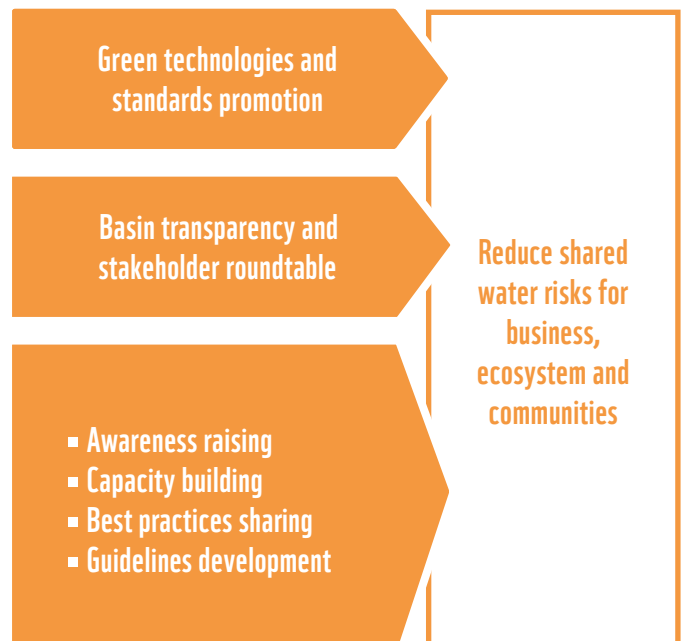 Green technologies and
standards promotion
Basin transparency and
stakeholder roundtable
▪ Awareness raising
▪ Capacity building
▪ Best practices sharing
▪ Guidelines development
Reduce shared
water risks for
business,
ecosystem and
communities